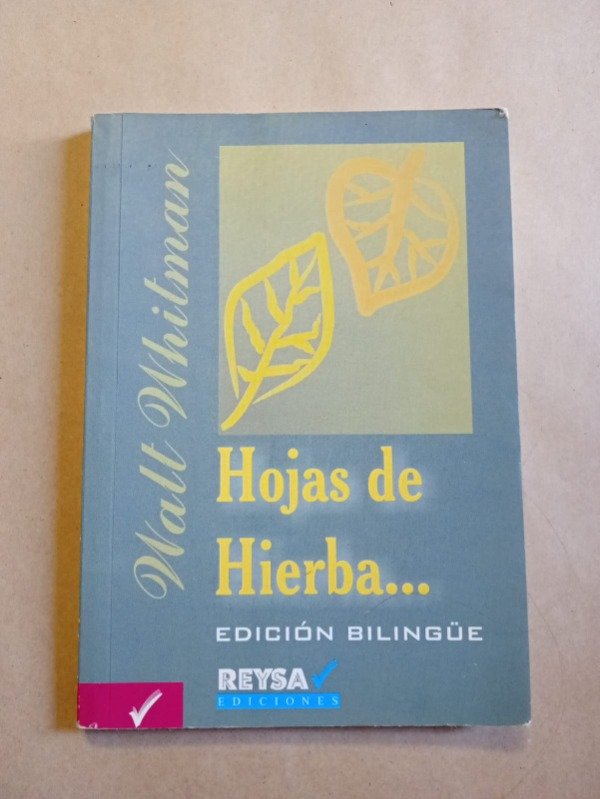 Walt Whitman
Hojas de
Hierba...
EDICIÓN BILINGÜE
REYSA
EDICIONES